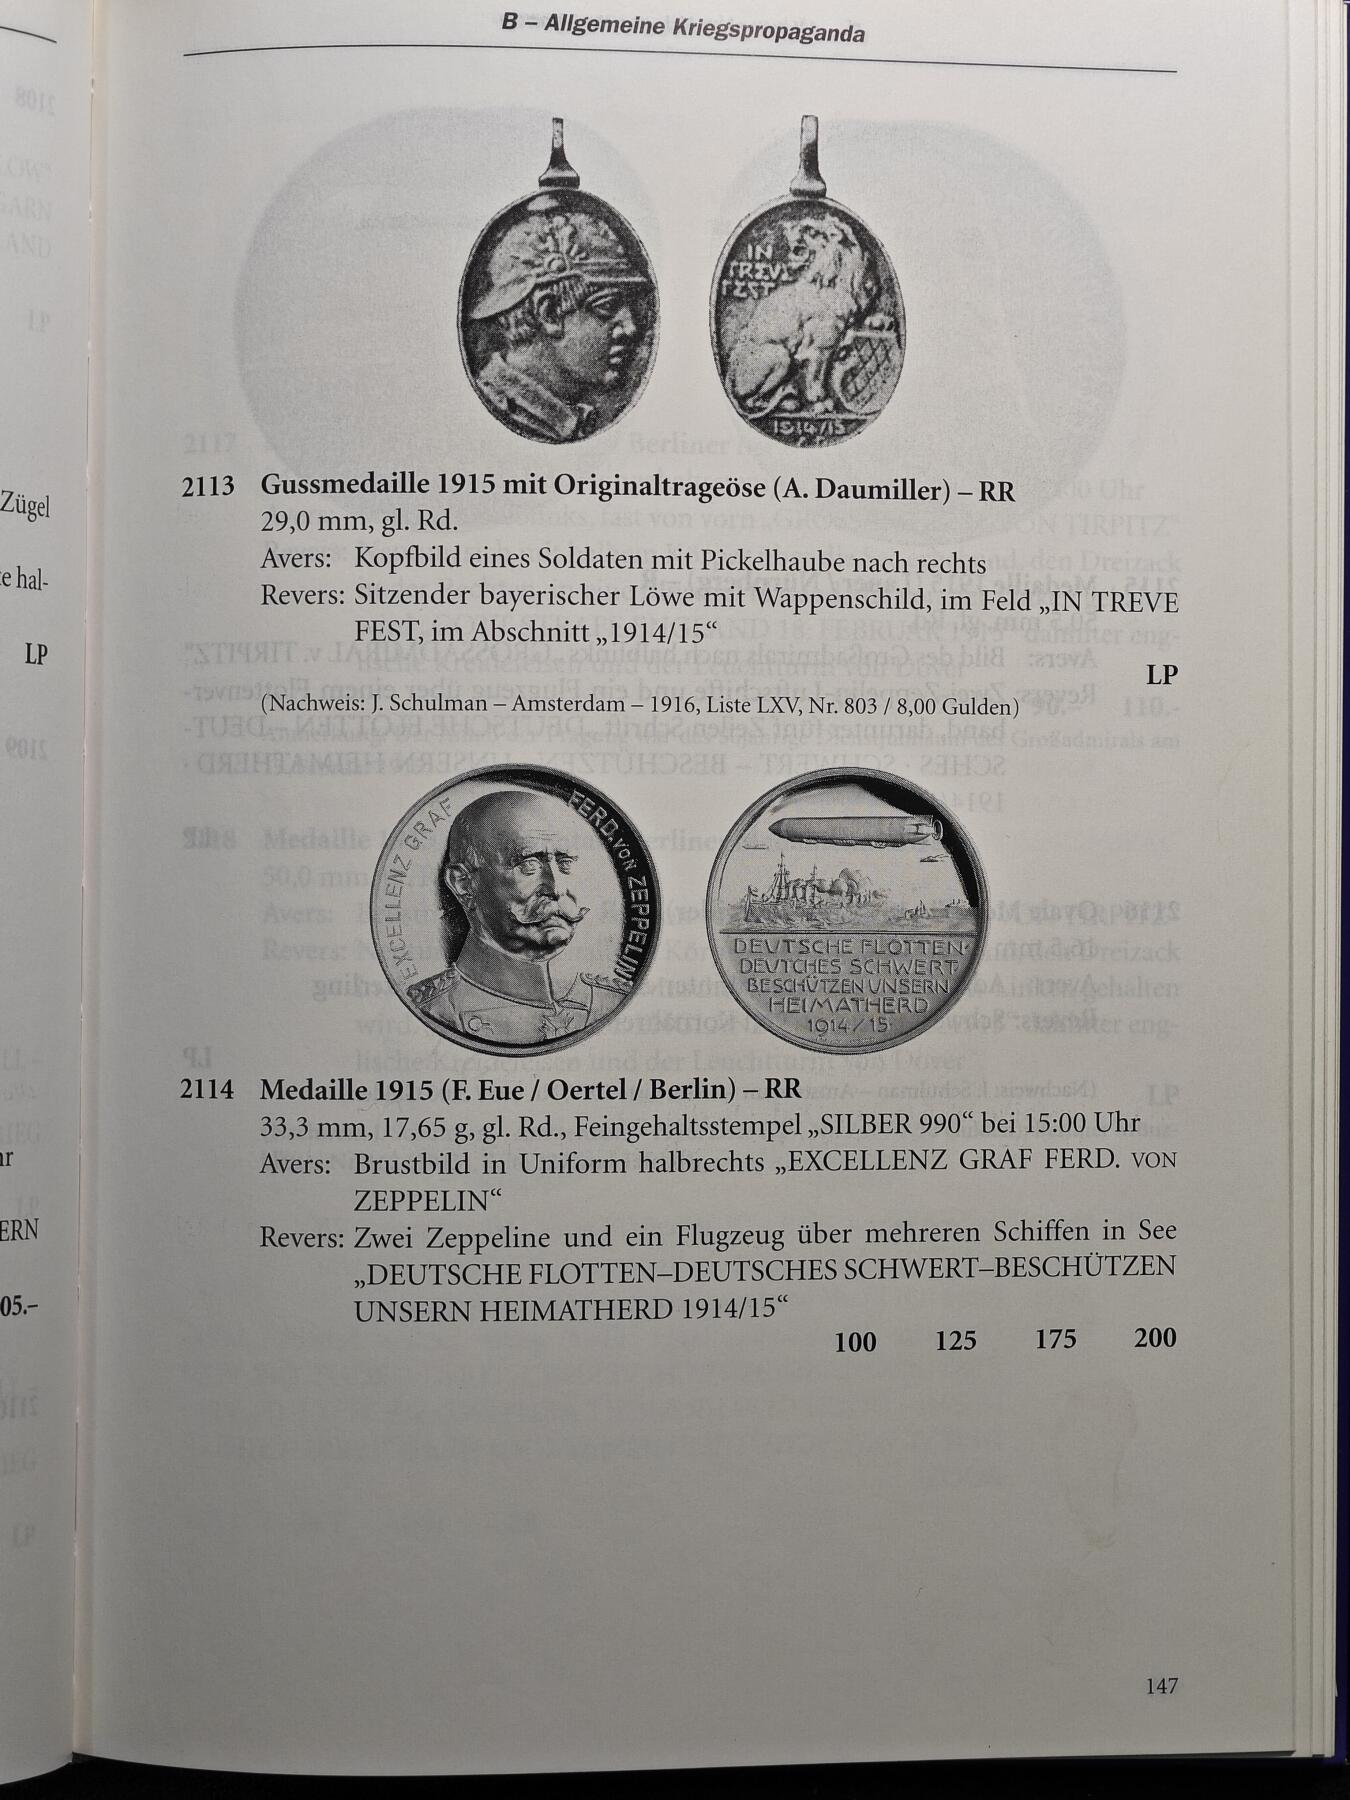 B – Allgemeine Kriegspropaganda
IN
TREVE
FEST
1914/15
2113 Gussmedaille 1915 mit Originaltrageöse (A. Daumiller) – RR
29,0 mm, gl. Rd.
Avers: Kopfbild eines Soldaten mit Pickelhaube nach rechts
Revers: Sitzender bayerischer Löwe mit Wappenschild, im Feld „IN TREVE
FEST, im Abschnitt „1914/15“
LP
(Nachweis: J. Schulman – Amsterdam – 1916, Liste LXV, Nr. 803 / 8,00 Gulden)
EXCELLENZ GRAF FERD. VON ZEPPELIN
DEUTSCHE FLOTTEN·
DEUTCHES SCHWERT
BESCHÜTZEN UNSERN
HEIMATHERD
1914/15·
2114 Medaille 1915 (F. Eue / Oertel / Berlin) – RR
33,3 mm, 17,65 g, gl. Rd., Feingehaltsstempel „SILBER 990“ bei 15:00 Uhr
Avers: Brustbild in Uniform halbrechts „EXCELLENZ GRAF FERD. VON
ZEPPELIN“
Revers: Zwei Zeppeline und ein Flugzeug über mehreren Schiffen in See
„DEUTSCHE FLOTTEN–DEUTSCHES SCHWERT–BESCHÜTZEN
UNSERN HEIMATHERD 1914/15“
100 125 175 200
147
Zügel
te hal-
LP
ERN
05.–